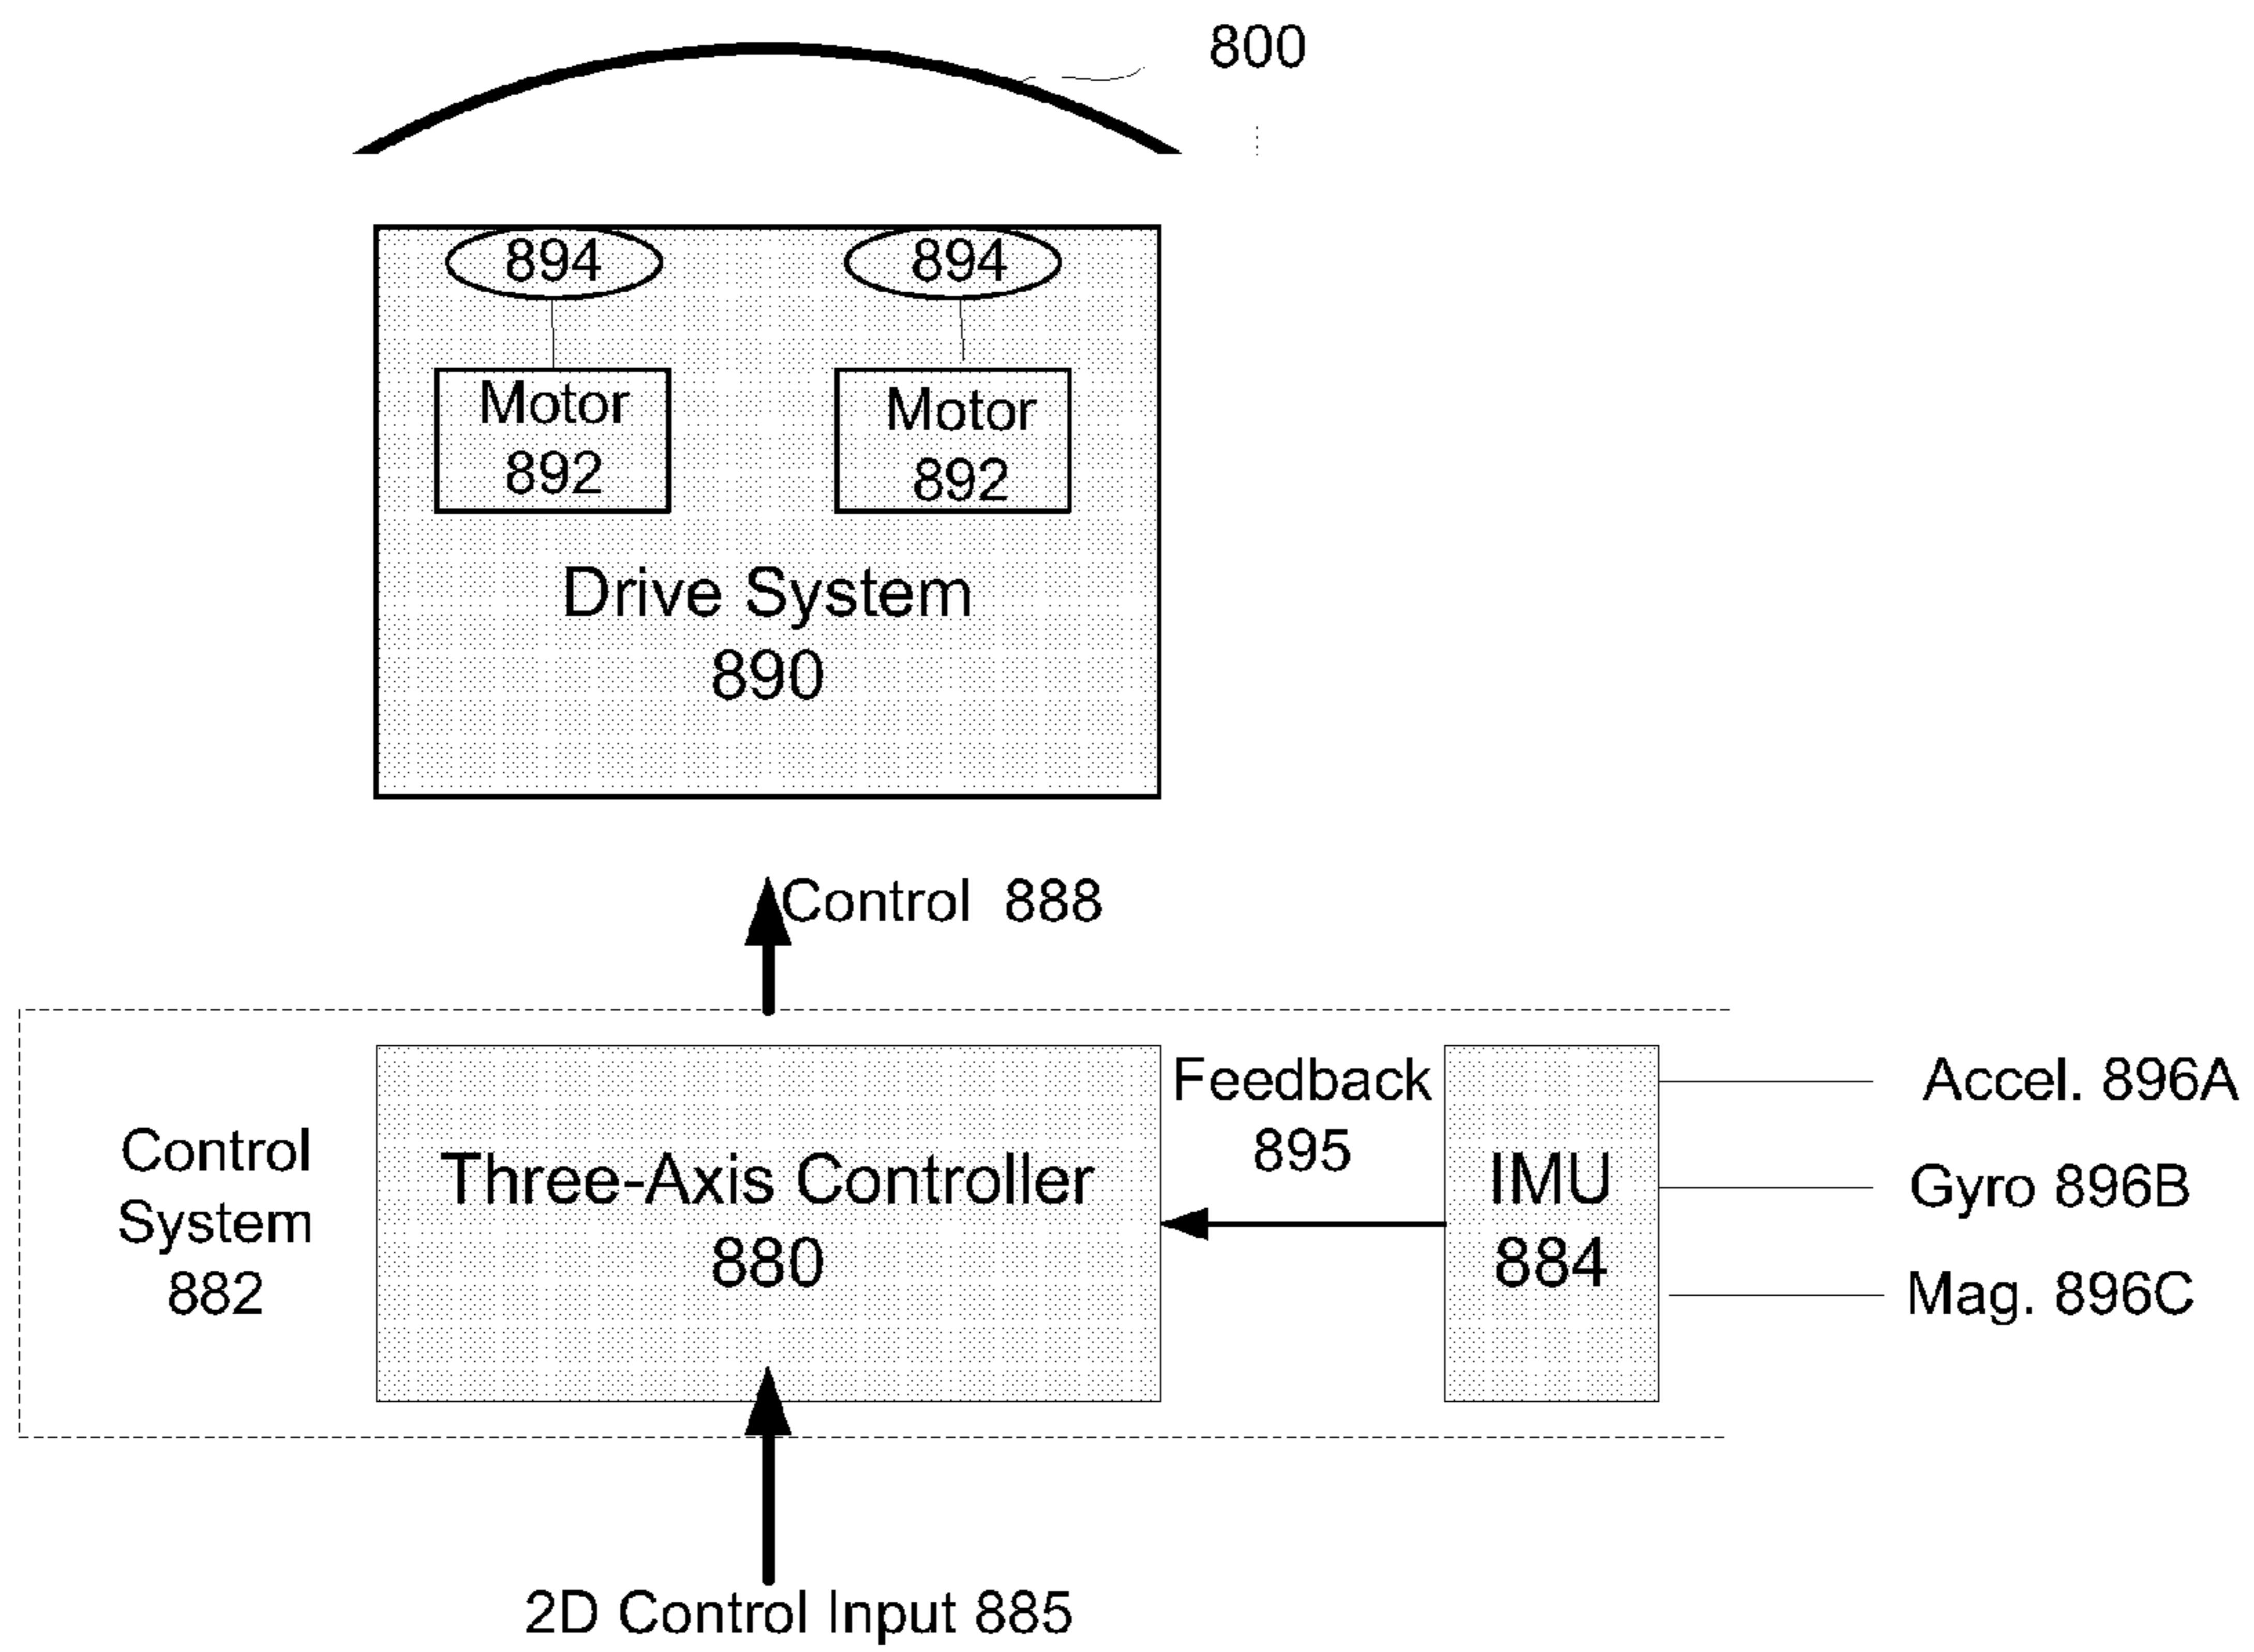 800
894 894
Motor Motor
892 892
Drive System
890
Control 888
Feedback
895
Accel. 896A
Control
System
882
Three-Axis Controller
880
IMU
884
Gyro 896B
Mag. 896C
2D Control Input 885